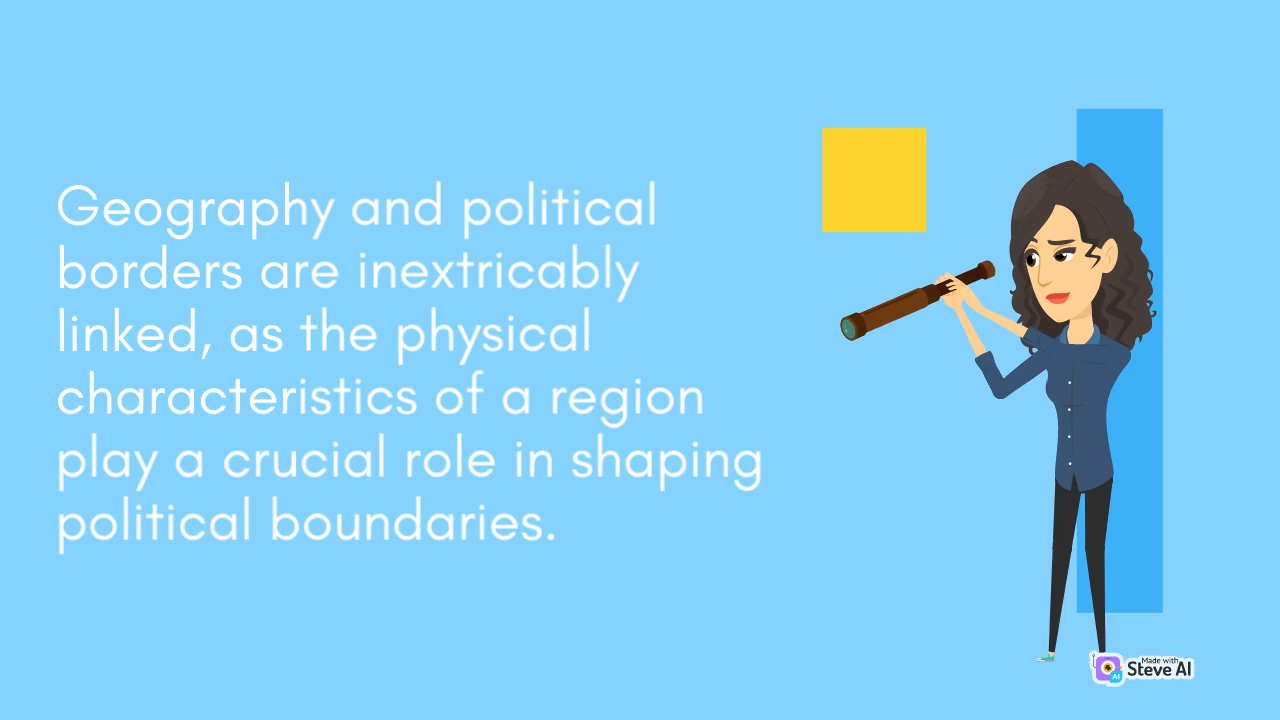 Geography and political
borders are inextricably
linked, as the physical
characteristics of a region
play a crucial role in shaping
political boundaries.
Made with
Steve AI
AI